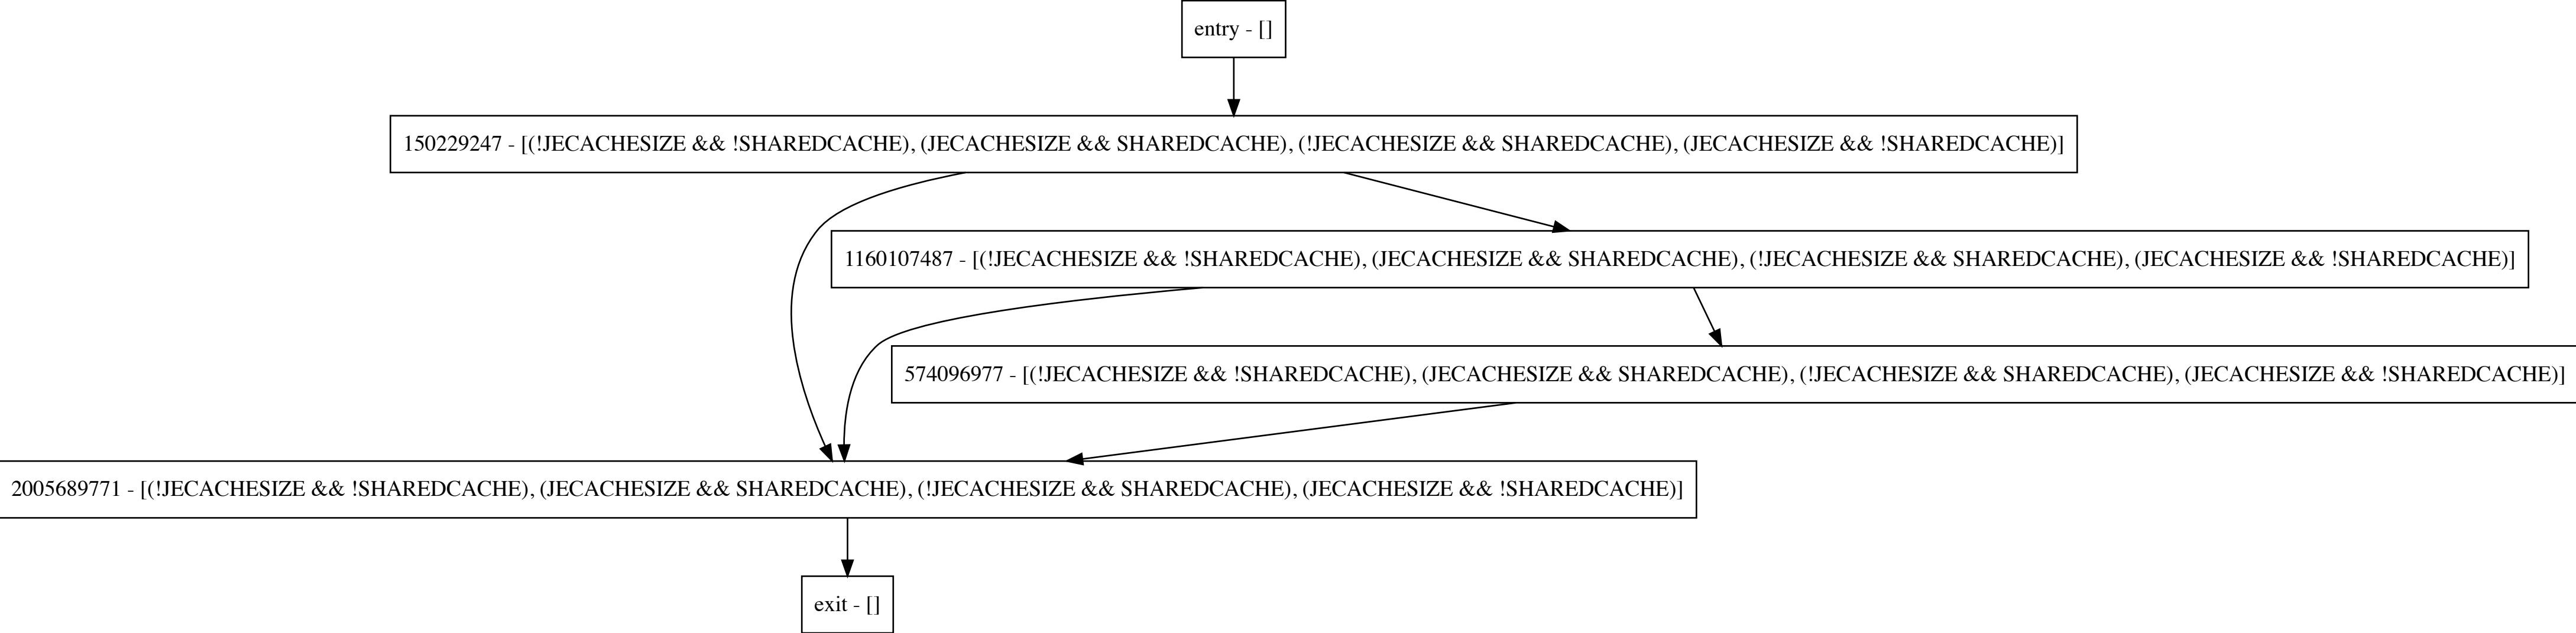 entry - []
150229247 - [(!JECACHESIZE && !SHAREDCACHE), (JECACHESIZE && SHAREDCACHE), (!JECACHESIZE && SHAREDCACHE), (JECACHESIZE && !SHAREDCACHE)]
1160107487 - [(!JECACHESIZE && !SHAREDCACHE), (JECACHESIZE && SHAREDCACHE), (!JECACHESIZE && SHAREDCACHE), (JECACHESIZE && !SHAREDCACHE)]
574096977 - [(!JECACHESIZE && !SHAREDCACHE), (JECACHESIZE && SHAREDCACHE), (!JECACHESIZE && SHAREDCACHE), (JECACHESIZE && !SHAREDCACHE)]
2005689771 - [(!JECACHESIZE && !SHAREDCACHE), (JECACHESIZE && SHAREDCACHE), (!JECACHESIZE && SHAREDCACHE), (JECACHESIZE && !SHAREDCACHE)]
exit - []